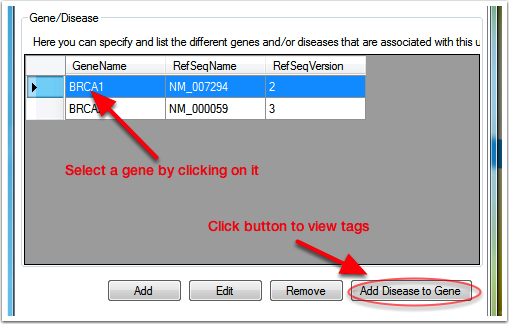 Gene/Disease
Here you can specify and list the different genes and/or diseases that are associated with this u
GeneName RefSeqName RefSeqVersion
BRCA1 NM_007294 2
BRCA NM_000059 3
Select a gene by clicking on it
Click button to view tags
Add Edit Remove Add Disease to Gene